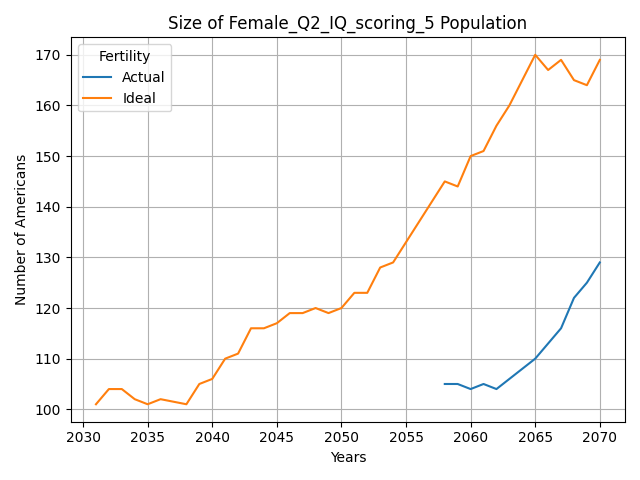 Size of Female_Q2_IQ_scoring_5 Population
Fertility
Actual
Ideal
Number of Americans
170
160
150
140
130
120
110
100
2030 2035 2040 2045 2050 2055 2060 2065 2070
Years